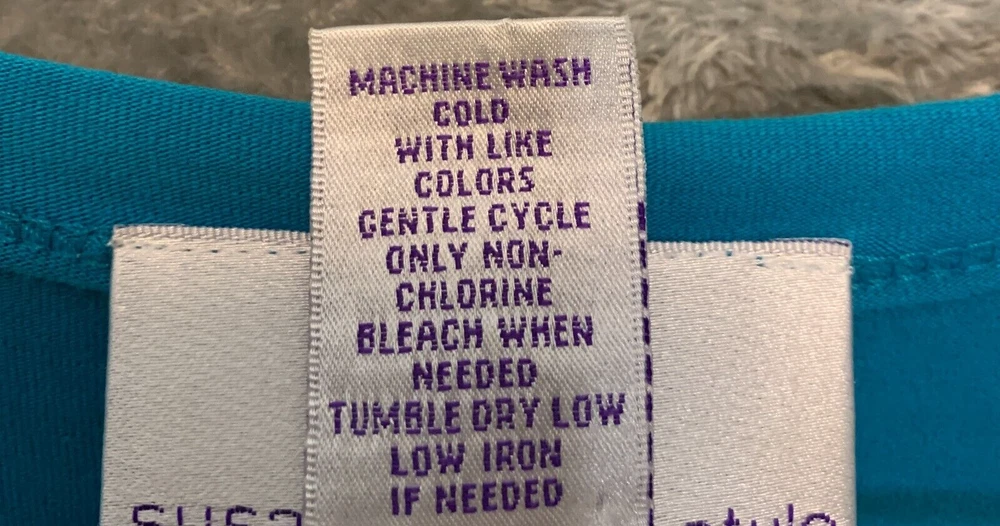 MACHINE WASH
COLD
WITH LIKE
COLORS
GENTLE CYCLE
ONLY NON-
CHLORINE
BLEACH WHEN
NEEDED
TUMBLE DRY LOW
LOW IRON
IF NEEDED
style